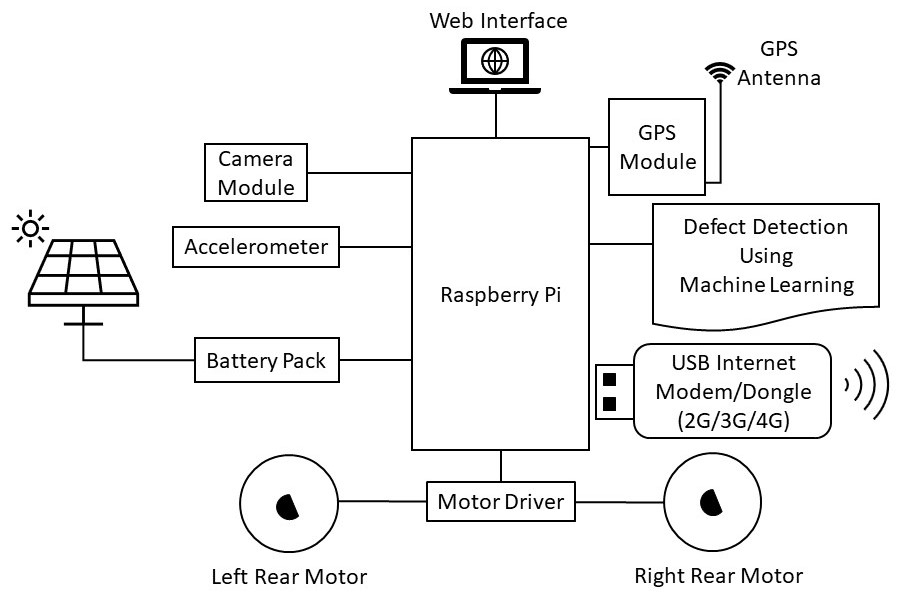 Web Interface
GPS
Antenna
GPS
Module
Camera
Module
Defect Detection
Using
Machine Learning
Accelerometer
Raspberry Pi
Battery Pack
USB Internet
Modem/Dongle
(2G/3G/4G)
Motor Driver
Left Rear Motor
Right Rear Motor